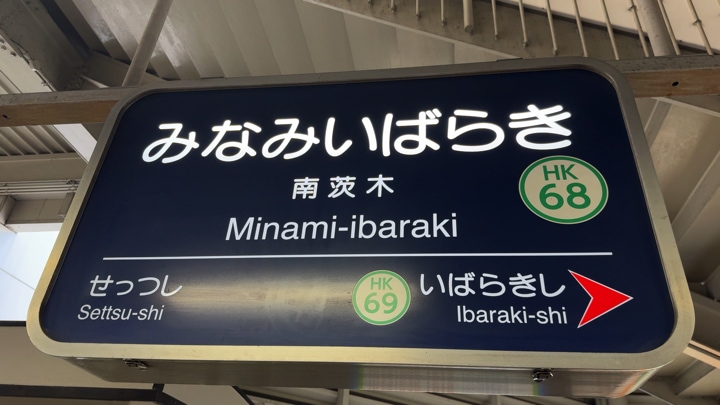 みなみいばらき
南茨木
HK
68
Minami-ibaraki
せっつし
Settsu-shi
HK
69
いばらきし
Ibaraki-shi